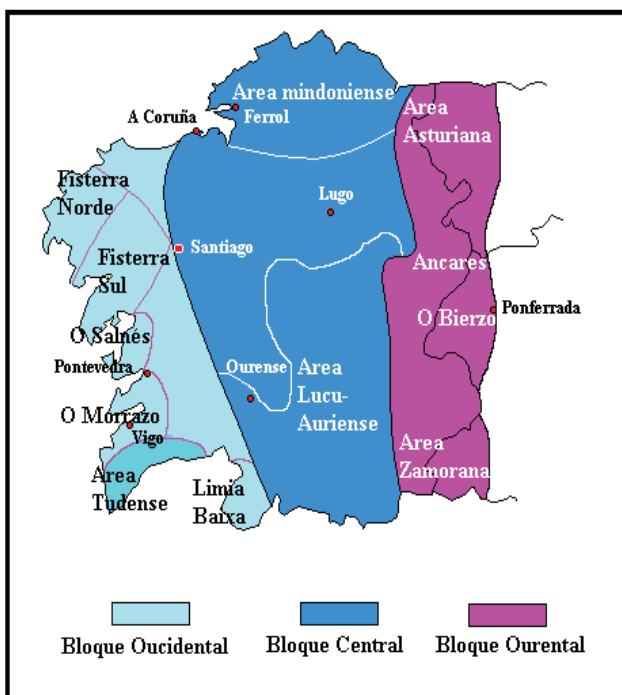 Area mindoniense
Ferrol
A Coruña
Area
Asturiana
Fisterra
Norde
Lugo
Santiago
Fisterra
Sul
Ancares
O Bierzo
Ponferrada
O Salnés
Pontevedra
Ourense
Area
Lucu-
Auriense
O Morrazo
Vigo
Area
Tudense
Limia
Baixa
Area
Zamorana
Bloque Oucidental
Bloque Central
Bloque Ourental